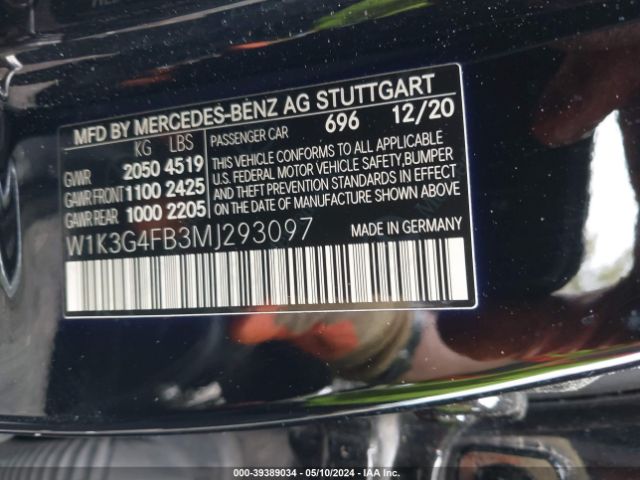 MFD BY MERCEDES-BENZ AG STUTTGART
KG LBS
GVWR 2050 4519
GAWR FRONT 1100 2425
GAWR REAR 1000 2205
PASSENGER CAR 696 12/20
THIS VEHICLE CONFORMS TO ALL APPLICABLE
U.S. FEDERAL MOTOR VEHICLE SAFETY, BUMPER
AND THEFT PREVENTION STANDARDS IN EFFECT
ON THE DATE OF MANUFACTURE SHOWN ABOVE
W1K3G4FB3MJ293097
MADE IN GERMANY
000-39389034 — 05/10/2024 — IAA Inc.